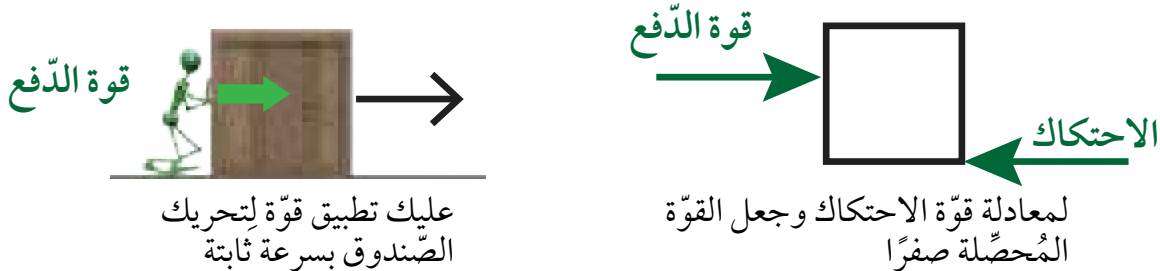 قوة الدّفع
عليك تطبيق قوّة لِتحريك
الصّندوق بسرعة ثابتة
قوة الدّفع
الاحتكاك
لمعادلة قوّة الاحتكاك وجعل القوّة
المُحصِّلة صفرًا